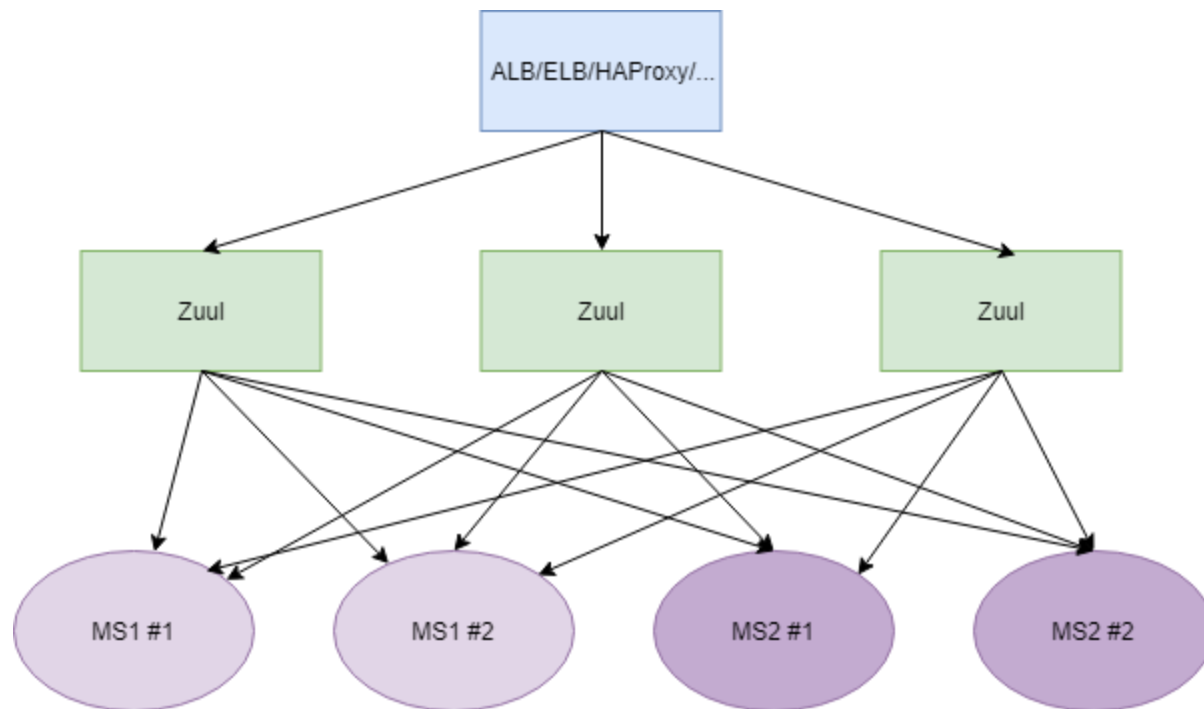 ALB/ELB/HAProxy/...
Zuul
Zuul
Zuul
MS1 #1
MS1 #2
MS2 #1
MS2 #2